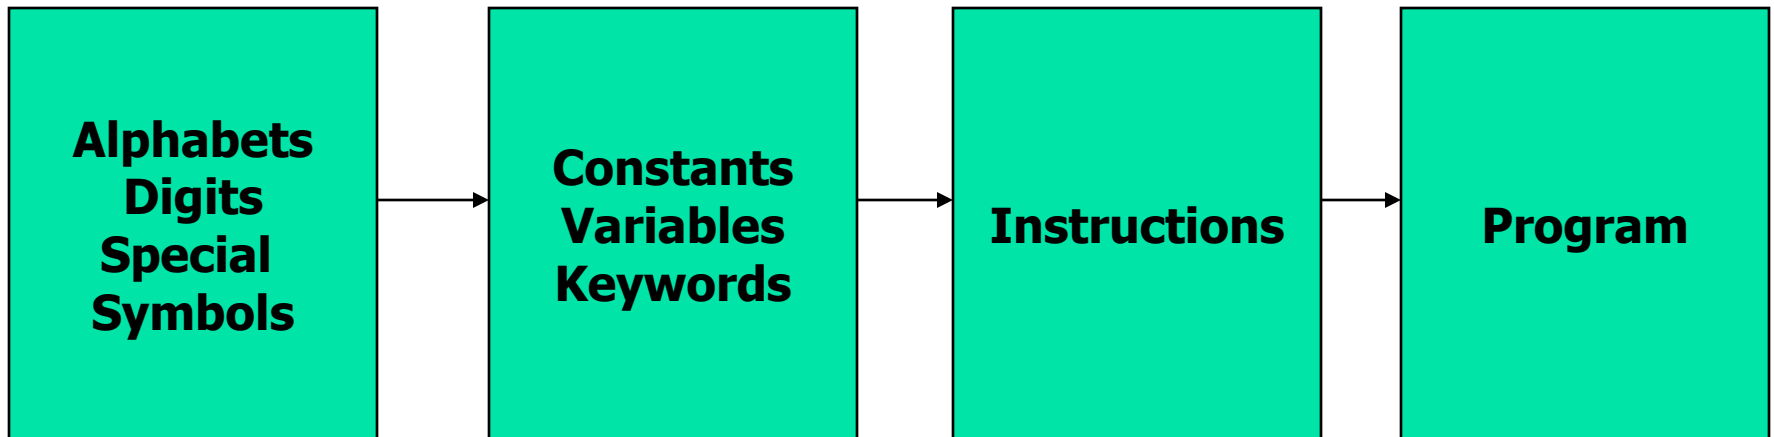 Alphabets
Digits
Special
Symbols
Constants
Variables
Keywords
Instructions
Program